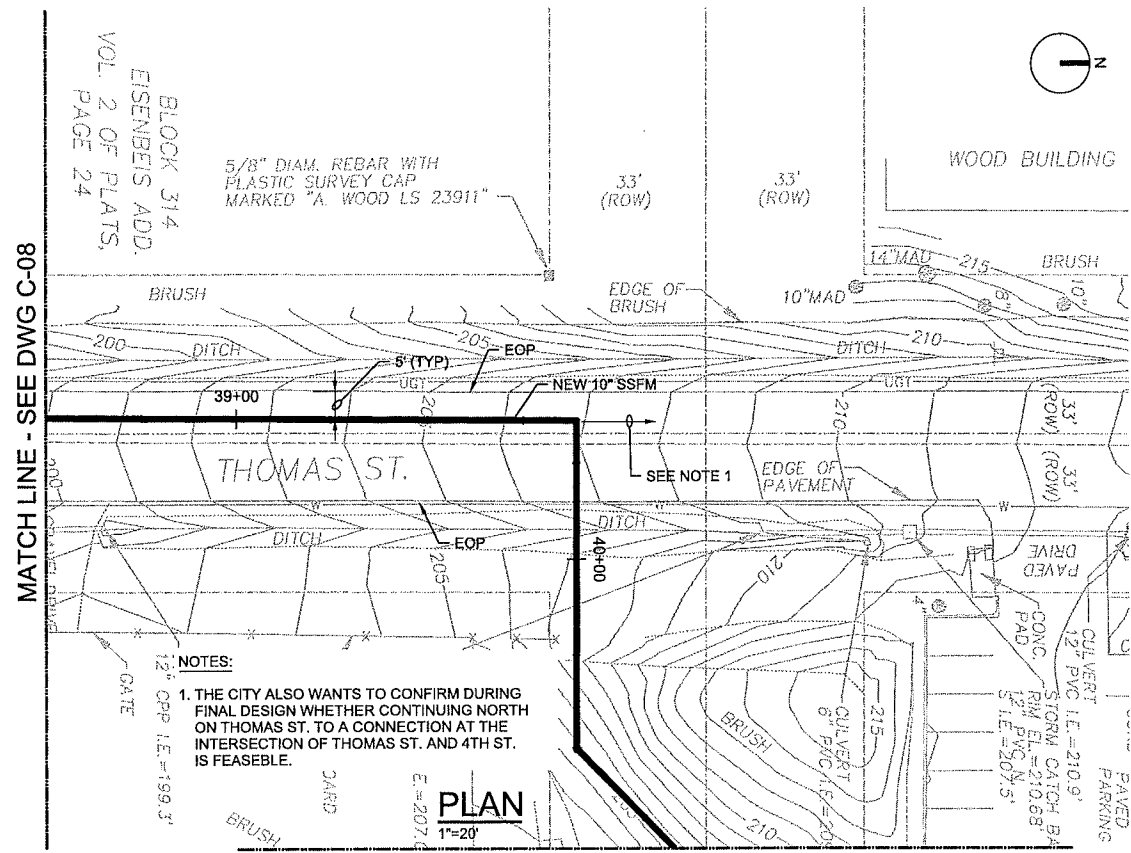 MATCH LINE - SEE DWG C-08
BLOCK 314
EISENBEIS ADD.
VOL. 2 OF PLATS,
PAGE 24
5/8" DIAM. REBAR WITH
PLASTIC SURVEY CAP
MARKED "A. WOOD LS 23911"
33'
(ROW)
33'
(ROW)
N
WOOD BUILDING
BRUSH
EDGE OF
BRUSH
14"MAD
10"MAD
215
BRUSH
8"
10"
200
DITCH
205
5' (TYP)
EOP
UGT
DITCH
210
UGT
39+00
NEW 10" SSFM
205
210
33'
(ROW)
33'
(ROW)
THOMAS ST.
SEE NOTE 1
EDGE OF
PAVEMENT
200
W
W
W
DITCH
EOP
DITCH
40+00
205
210
PAVED
DRIVE
4"
CONC.
PAD
GATE
12" CPP I.E.=199.3'
NOTES:
1. THE CITY ALSO WANTS TO CONFIRM DURING
FINAL DESIGN WHETHER CONTINUING NORTH
ON THOMAS ST. TO A CONNECTION AT THE
INTERSECTION OF THOMAS ST. AND 4TH ST.
IS FEASEBLE.
BRUSH
215
CULVERT
6" PVC I.E.=
210
CULVERT
12" PVC I.E.=210.9'
STORM CATCH
RIM EL.=210.68'
12" PVC N
S I.E.=207.5'
PAVED
PARKING
BRUSH
PLAN
1"=20'